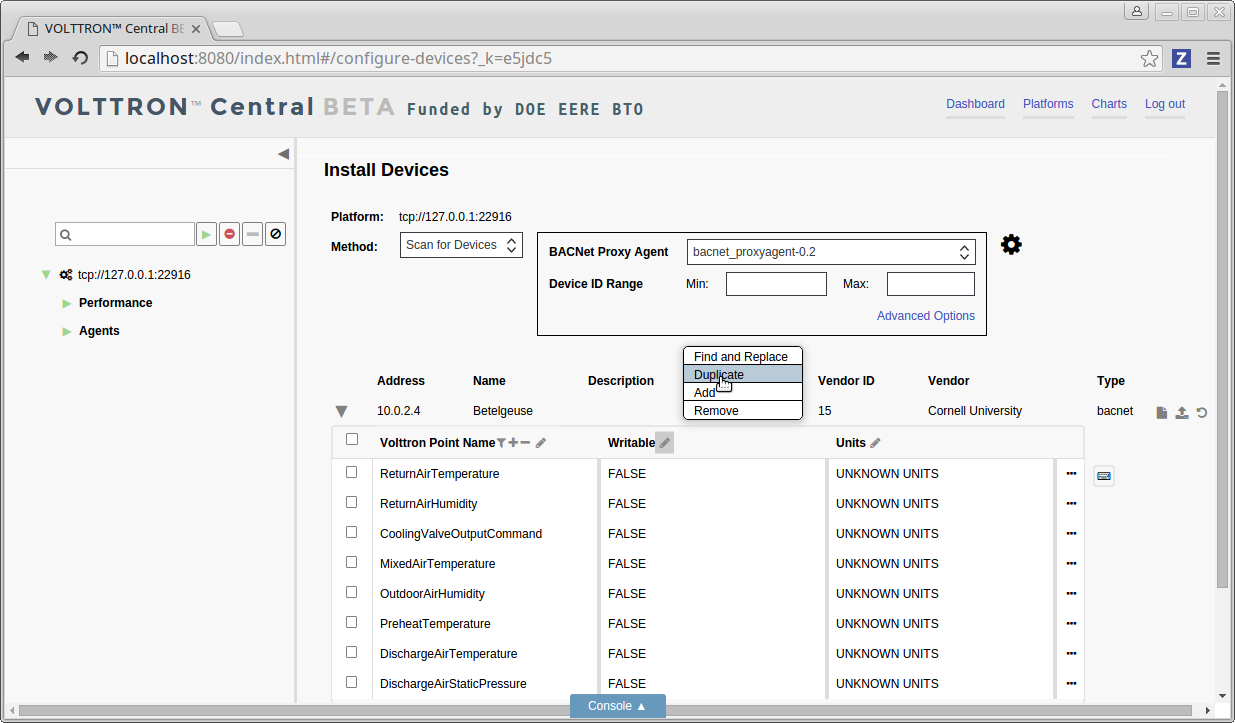 VOLTTRON™ Central BE
localhost:8080/index.html#/configure-devices?_k=e5jdc5
Z
VOLTTRON™ Central BETA Funded by DOE EERE BTO
Dashboard Platforms Charts Log out
Install Devices
Platform: tcp://127.0.0.1:22916
Method: Scan for Devices
BACNet Proxy Agent bacnet_proxyagent-0.2
Device ID Range Min: Max:
Advanced Options
tcp://127.0.0.1:22916
Performance
Agents
Find and Replace
Duplicate
Add
Remove
Address Name Description Vendor ID Vendor Type
10.0.2.4 Betelgeuse 15 Cornell University bacnet
Volttron Point Name Writable Units
ReturnAirTemperature FALSE UNKNOWN UNITS
ReturnAirHumidity FALSE UNKNOWN UNITS
CoolingValveOutputCommand FALSE UNKNOWN UNITS
MixedAirTemperature FALSE UNKNOWN UNITS
OutdoorAirHumidity FALSE UNKNOWN UNITS
PreheatTemperature FALSE UNKNOWN UNITS
DischargeAirTemperature FALSE UNKNOWN UNITS
DischargeAirStaticPressure FALSE UNKNOWN UNITS
Console ▲